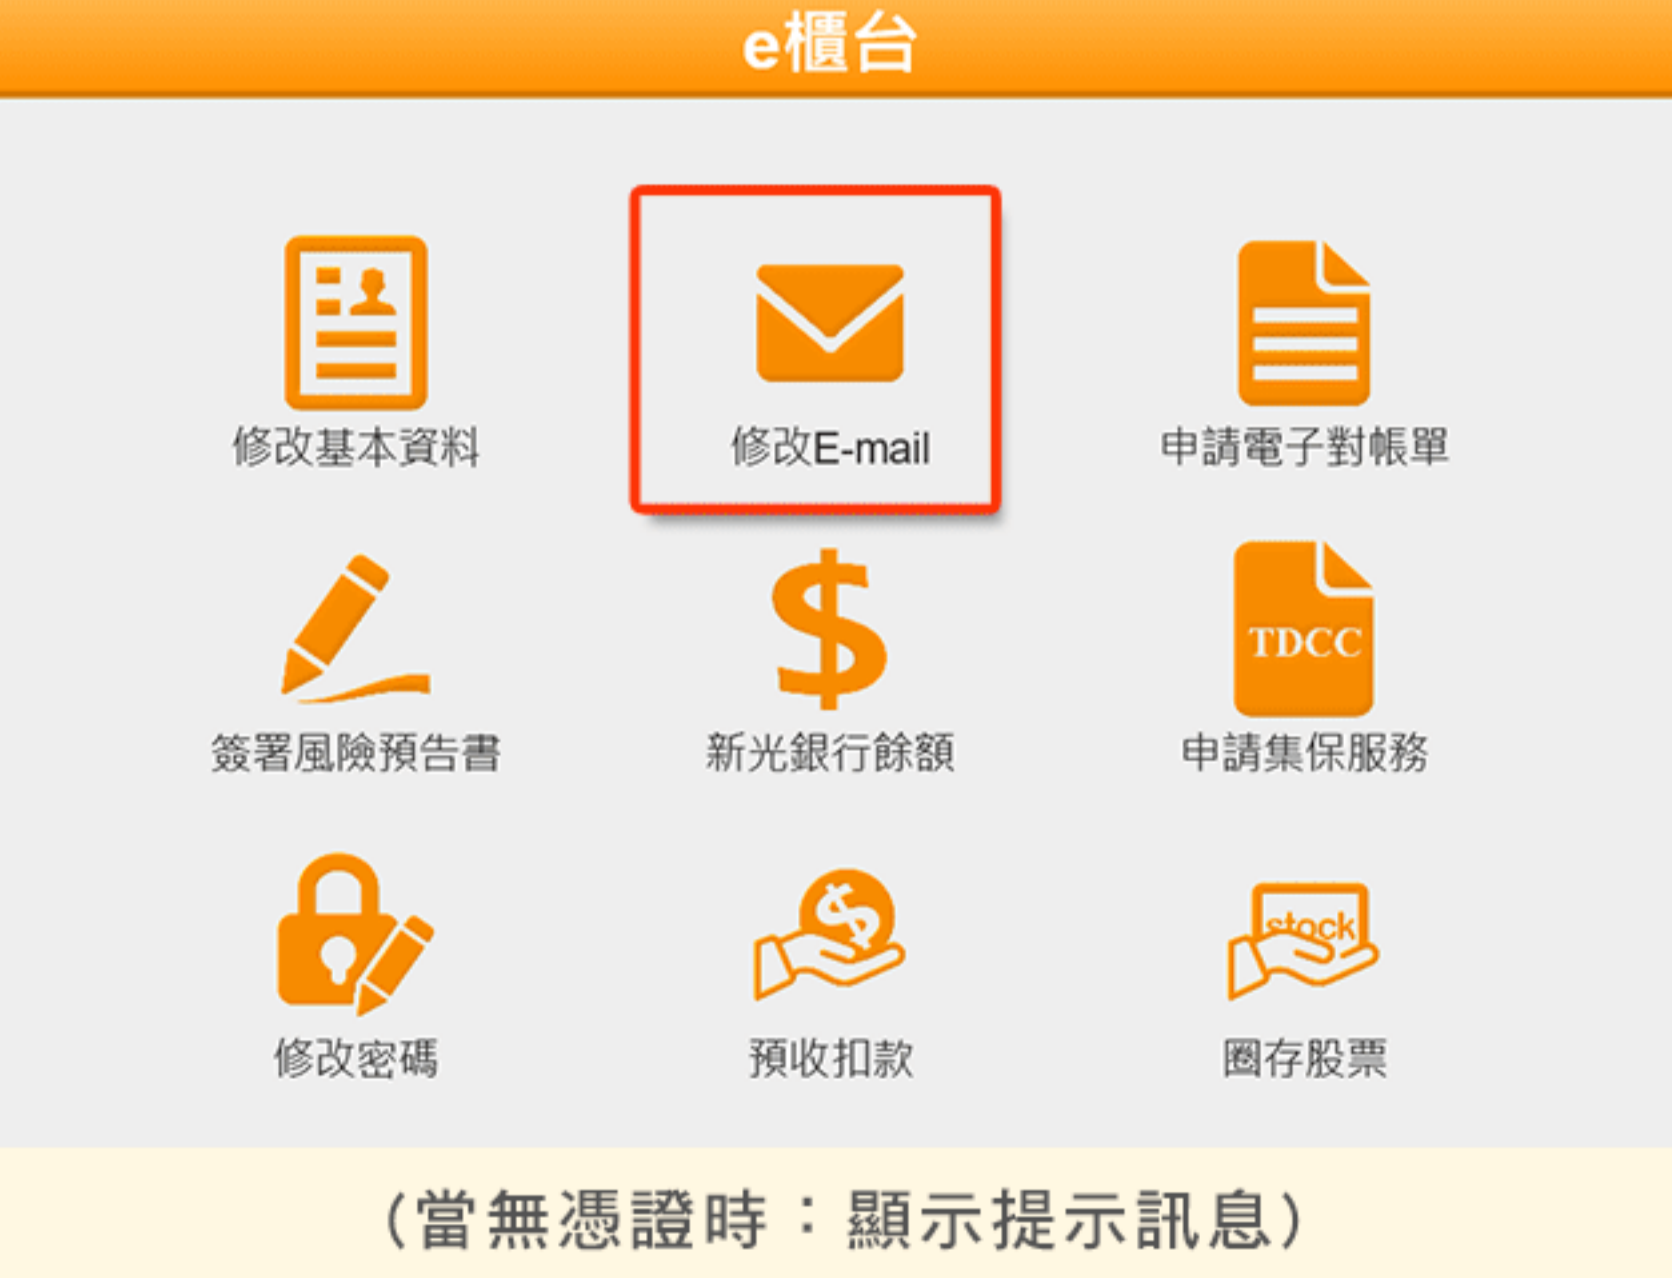 e櫃台
修改基本資料
修改E-mail
申請電子對帳單
TDCC
簽署風險預告書
新光銀行餘額
申請集保服務
stock
修改密碼
預收扣款
圈存股票
(當無憑證時：顯示提示訊息)